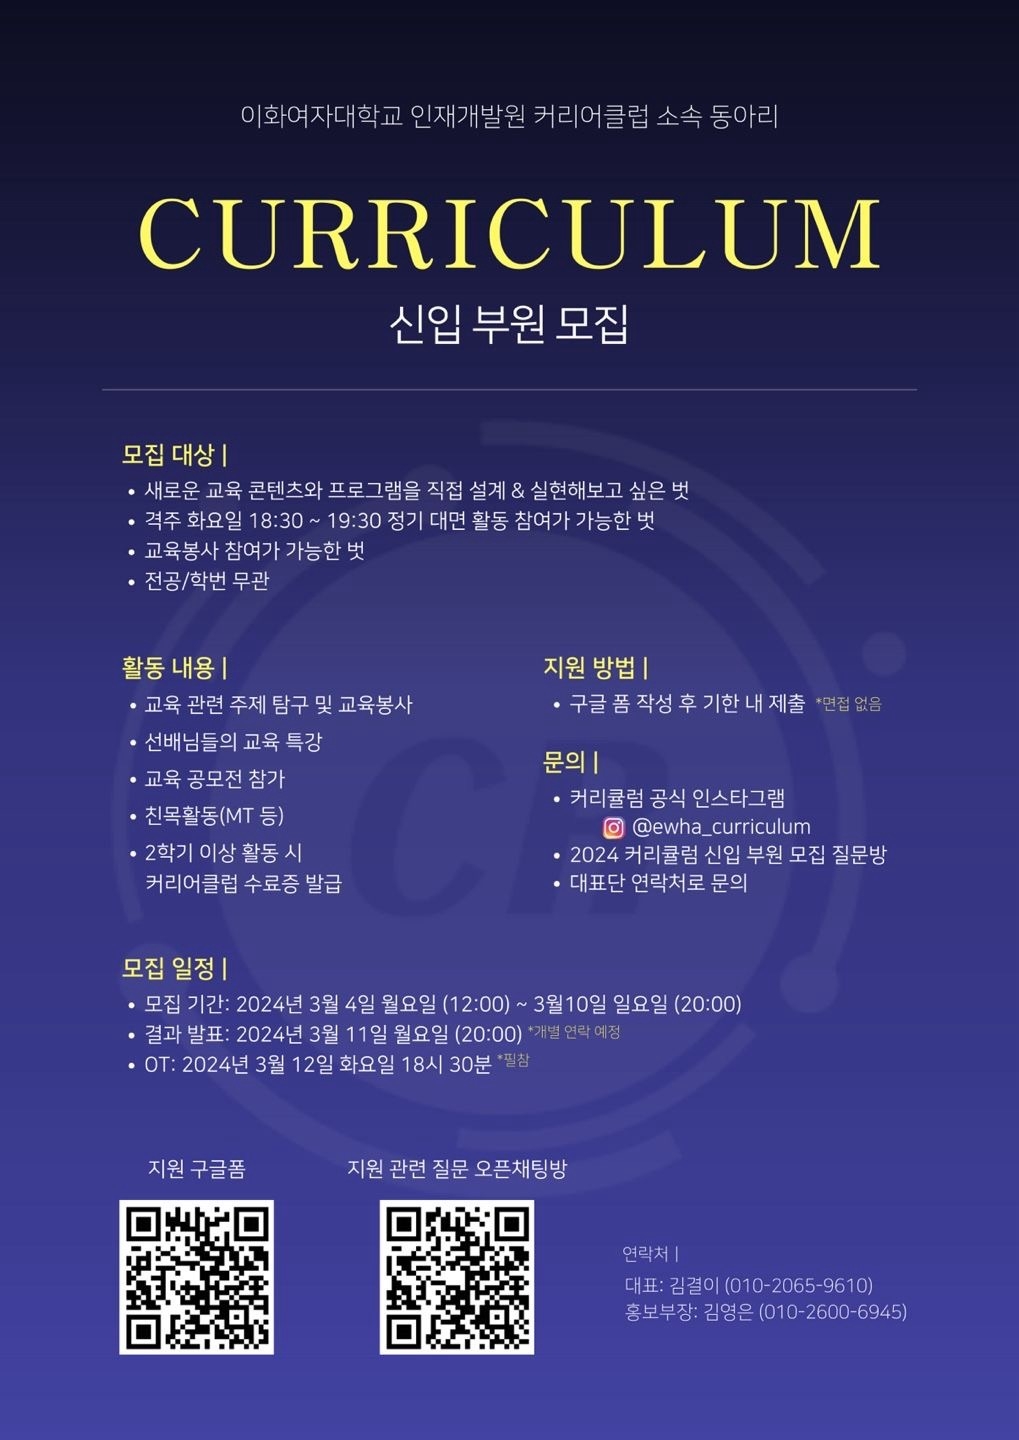 이화여자대학교 인재개발원 커리어클럽 소속 동아리
CURRICULUM
신입 부원 모집
모집 대상 |
• 새로운 교육 콘텐츠와 프로그램을 직접 설계 & 실현해보고 싶은 벗
• 격주 화요일 18:30 ~ 19:30 정기 대면 활동 참여가 가능한 벗
• 교육봉사 참여가 가능한 벗
• 전공/학번 무관
활동 내용 |
• 교육 관련 주제 탐구 및 교육봉사
• 선배님들의 교육 특강
• 교육 공모전 참가
• 친목활동(MT 등)
• 2학기 이상 활동 시
커리어클럽 수료증 발급
지원 방법 |
• 구글 폼 작성 후 기한 내 제출 *면접 없음
문의 |
• 커리큘럼 공식 인스타그램
@ewha_curriculum
• 2024 커리큘럼 신입 부원 모집 질문방
• 대표단 연락처로 문의
모집 일정 |
• 모집 기간: 2024년 3월 4일 월요일 (12:00) ~ 3월10일 일요일 (20:00)
• 결과 발표: 2024년 3월 11일 월요일 (20:00) *개별 연락 예정
• OT: 2024년 3월 12일 화요일 18시 30분 *필참
지원 구글폼
지원 관련 질문 오픈채팅방
연락처 |
대표: 김결이 (010-2065-9610)
홍보부장: 김영은 (010-2600-6945)
CR